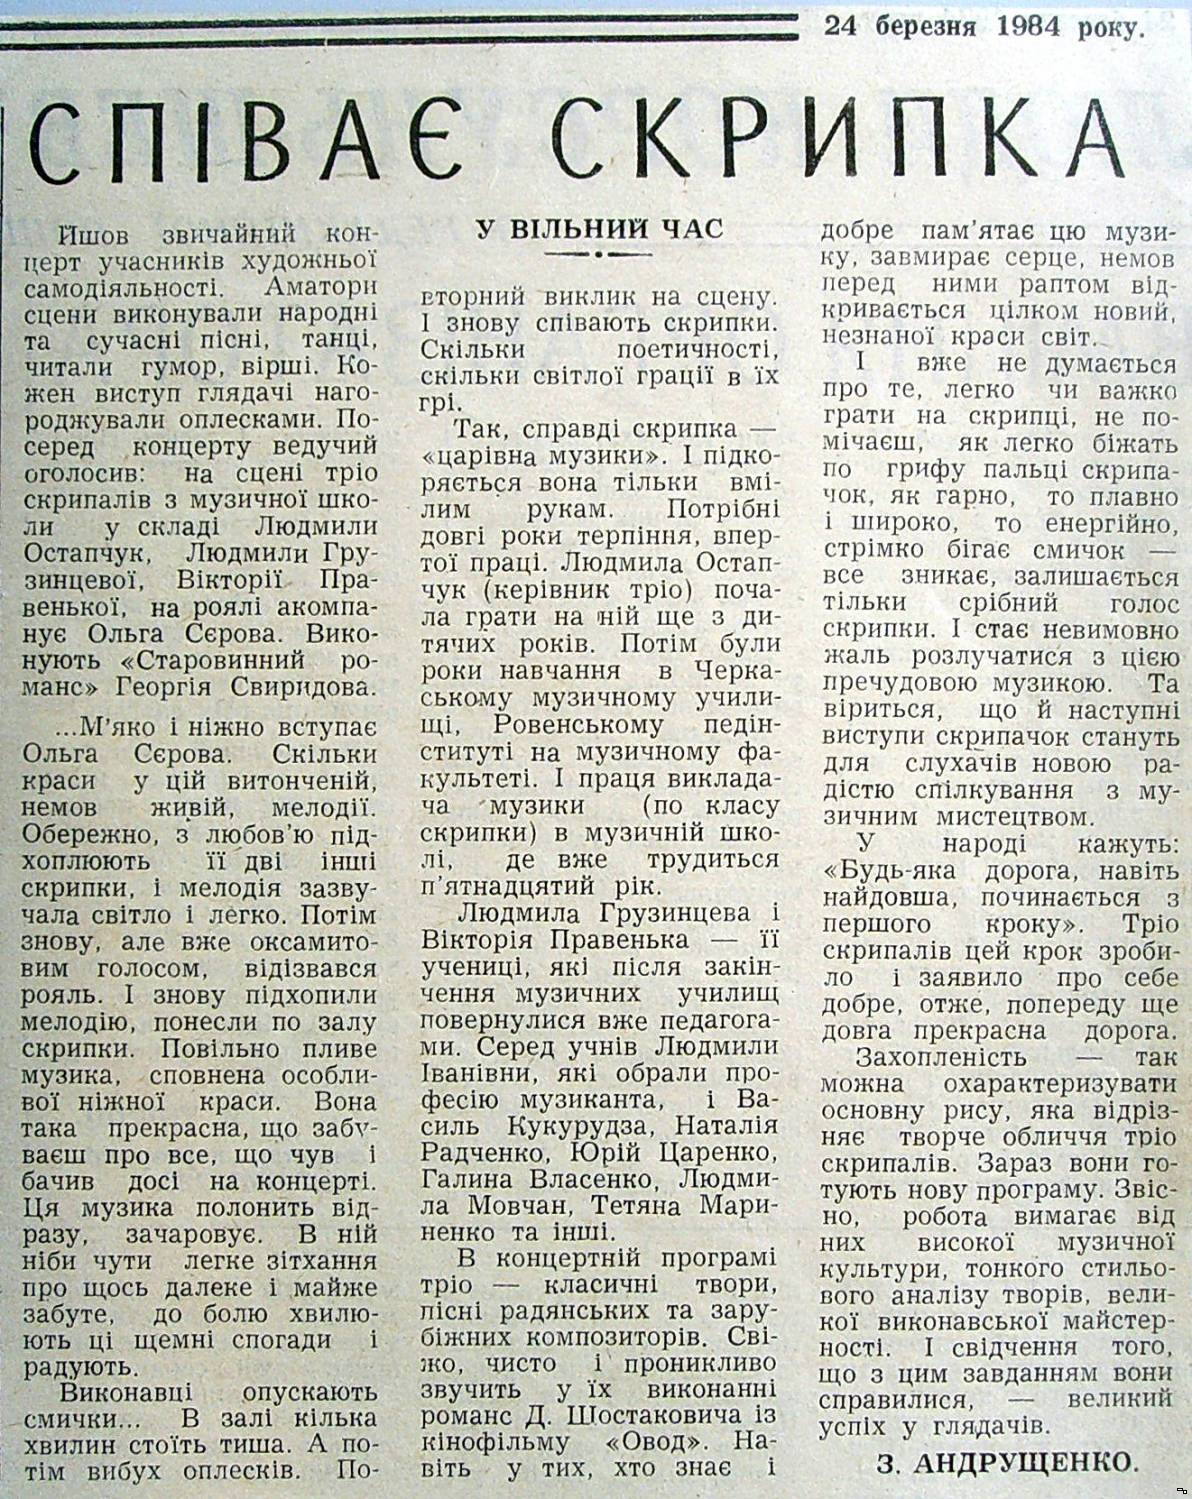 24 березня 1984 року.
СПІВАЄ СКРИПКА
Йшов звичайний кон-
церт учасників художньої
самодіяльності. Аматори
сцени виконували народні
та сучасні пісні, танці,
читали гумор, вірші. Ко-
жен виступ глядачі наго-
роджували оплесками. По-
серед концерту ведучий
оголосив: на сцені тріо
скрипалів з музичної шко-
ли у складі Людмили
Остапчук, Людмили Гру-
зинцевої, Вікторії Пра-
венької, на роялі акомпа-
нує Ольга Сєрова. Вико-
нують «Старовинний ро-
манс» Георгія Свиридова.
...М'яко і ніжно вступає
Ольга Сєрова. Скільки
краси у цій витонченій,
немов живій, мелодії.
Обережно, з любов'ю під-
хоплюють її дві інші
скрипки, і мелодія зазву-
чала світло і легко. Потім
знову, але вже оксамито-
вим голосом, відізвався
рояль. І знову підхопили
мелодію, понесли по залу
скрипки. Повільно пливе
музика, сповнена особли-
вої ніжної краси. Вона
така прекрасна, що забу-
ваєш про все, що чув і
бачив досі на концерті.
Ця музика полонить від-
разу, зачаровує. В ній
ніби чути легке зітхання
про щось далеке і майже
забуте, до болю хвилю-
ють ці щемні спогади і
радують.
Виконавці опускають
смички... В залі кілька
хвилин стоїть тиша. А по-
тім вибух оплесків. По-
У ВІЛЬНИЙ ЧАС
вторний виклик на сцену.
І знову співають скрипки.
Скільки поетичності,
скільки світлої грації в їх
грі.
Так, справді скрипка —
«царівна музики». І підко-
ряється вона тільки вмі-
лим рукам. Потрібні
довгі роки терпіння, впер-
тої праці. Людмила Остап-
чук (керівник тріо) поча-
ла грати на ній ще з ди-
тячих років. Потім були
роки навчання в Черка-
ському музичному учили-
щі, Ровенському педін-
ституті на музичному фа-
культеті. І праця виклада-
ча музики (по класу
скрипки) в музичній шко-
лі, де вже трудиться
п'ятнадцятий рік.
Людмила Грузинцева і
Вікторія Правенька — її
учениці, які після закін-
чення музичних училищ
повернулися вже педагога-
ми. Серед учнів Людмили
Іванівни, які обрали про-
фесію музиканта, і Ва-
силь Кукурудза, Наталія
Радченко, Юрій Царенко,
Галина Власенко, Людми-
ла Мовчан, Тетяна Мари-
ненко та інші.
В концертній програмі
тріо — класичні твори,
пісні радянських та зару-
біжних композиторів. Сві-
жо, чисто і проникливо
звучить у їх виконанні
романс Д. Шостаковича із
кінофільму «Овод». На-
віть у тих, хто знає і
добре пам'ятає цю музи-
ку, завмирає серце, немов
перед ними раптом від-
кривається цілком новий,
незнаної краси світ.
І вже не думається
про те, легко чи важко
грати на скрипці, не по-
мічаєш, як легко біжать
по грифу пальці скрипа-
чок, як гарно, то плавно
і широко, то енергійно,
стрімко бігає смичок —
все зникає, залишається
тільки срібний голос
скрипки. І стає невимовно
жаль розлучатися з цією
пречудовою музикою. Та
віриться, що й наступні
виступи скрипачок стануть
для слухачів новою ра-
дістю спілкування з му-
зичним мистецтвом.
У народі кажуть:
«Будь-яка дорога, навіть
найдовша, починається з
першого кроку». Тріо
скрипалів цей крок зроби-
ло і заявило про себе
добре, отже, попереду ще
довга прекрасна дорога.
Захопленість — так
можна охарактеризувати
основну рису, яка відріз-
няє творче обличчя тріо
скрипалів. Зараз вони го-
тують нову програму. Звіс-
но, робота вимагає від
них високої музичної
культури, тонкого стильо-
вого аналізу творів, вели-
кої виконавської майстер-
ності. І свідчення того,
що з цим завданням вони
справилися, — великий
успіх у глядачів.
З. АНДРУЩЕНКО.